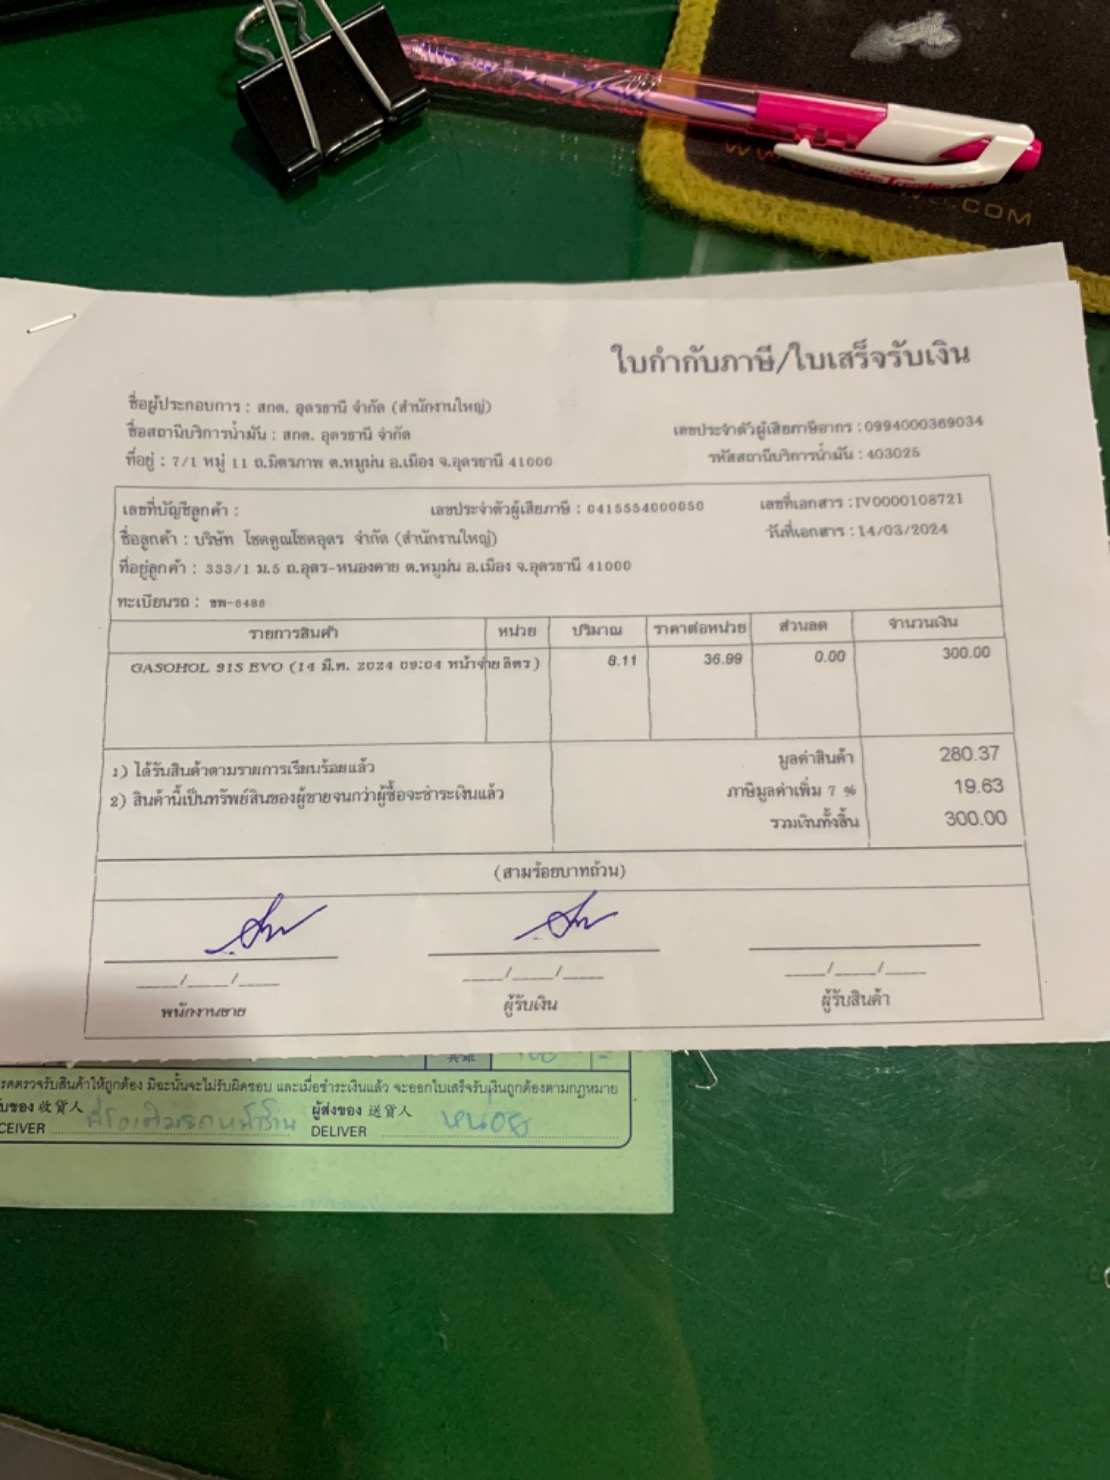 ใบกำกับภาษี/ใบเสร็จรับเงิน
ชื่อผู้ประกอบการ : สกต. อุดรธานี จำกัด (สำนักงานใหญ่)
ชื่อสถานีบริการน้ำมัน : สกต. อุดรธานี จำกัด
เลขประจำตัวผู้เสียภาษีอากร : 0994000369034
ที่อยู่ : 7/1 หมู่ 11 ถ.มิตรภาพ ต.หมูม่น อ.เมือง จ.อุดรธานี 41000
รหัสสถานีบริการน้ำมัน : 403025
เลขที่บัญชีลูกค้า : เลขประจำตัวผู้เสียภาษี : 0415554000050 เลขที่เอกสาร : IV0000108721
ชื่อลูกค้า : บริษัท โชคคูณโชคอุดร จำกัด (สำนักงานใหญ่) วันที่เอกสาร : 14/03/2024
ที่อยู่ลูกค้า : 333/1 ม.5 ถ.อุดร-หนองคาย ต.หมูม่น อ.เมือง จ.อุดรธานี 41000
ทะเบียนรถ : ขพ-6486
รายการสินค้า หน่วย ปริมาณ ราคาต่อหน่วย ส่วนลด จำนวนเงิน
GASOHOL 91S EVO (14 มี.ค. 2024 09:04 หน้าจ่าย ลิตร ) 8.11 36.99 0.00 300.00
1) ได้รับสินค้าตามรายการเรียบร้อยแล้ว มูลค่าสินค้า 280.37
2) สินค้านี้เป็นทรัพย์สินของผู้ขายจนกว่าผู้ซื้อจะชำระเงินแล้ว ภาษีมูลค่าเพิ่ม 7 % 19.63
รวมเงินทั้งสิ้น 300.00
(สามร้อยบาทถ้วน)
____/____/____ ____/____/____ ____/____/____
พนักงานขาย ผู้รับเงิน ผู้รับสินค้า
ตรวจรับสินค้าให้ถูกต้อง มิฉะนั้นจะไม่รับผิดชอบ และเมื่อชำระเงินแล้ว จะออกใบเสร็จรับเงินถูกต้องตามกฎหมาย
บของ 收貨人 ผู้ส่งของ 送貨人 หน่อย
CEIVER DELIVER
.COM